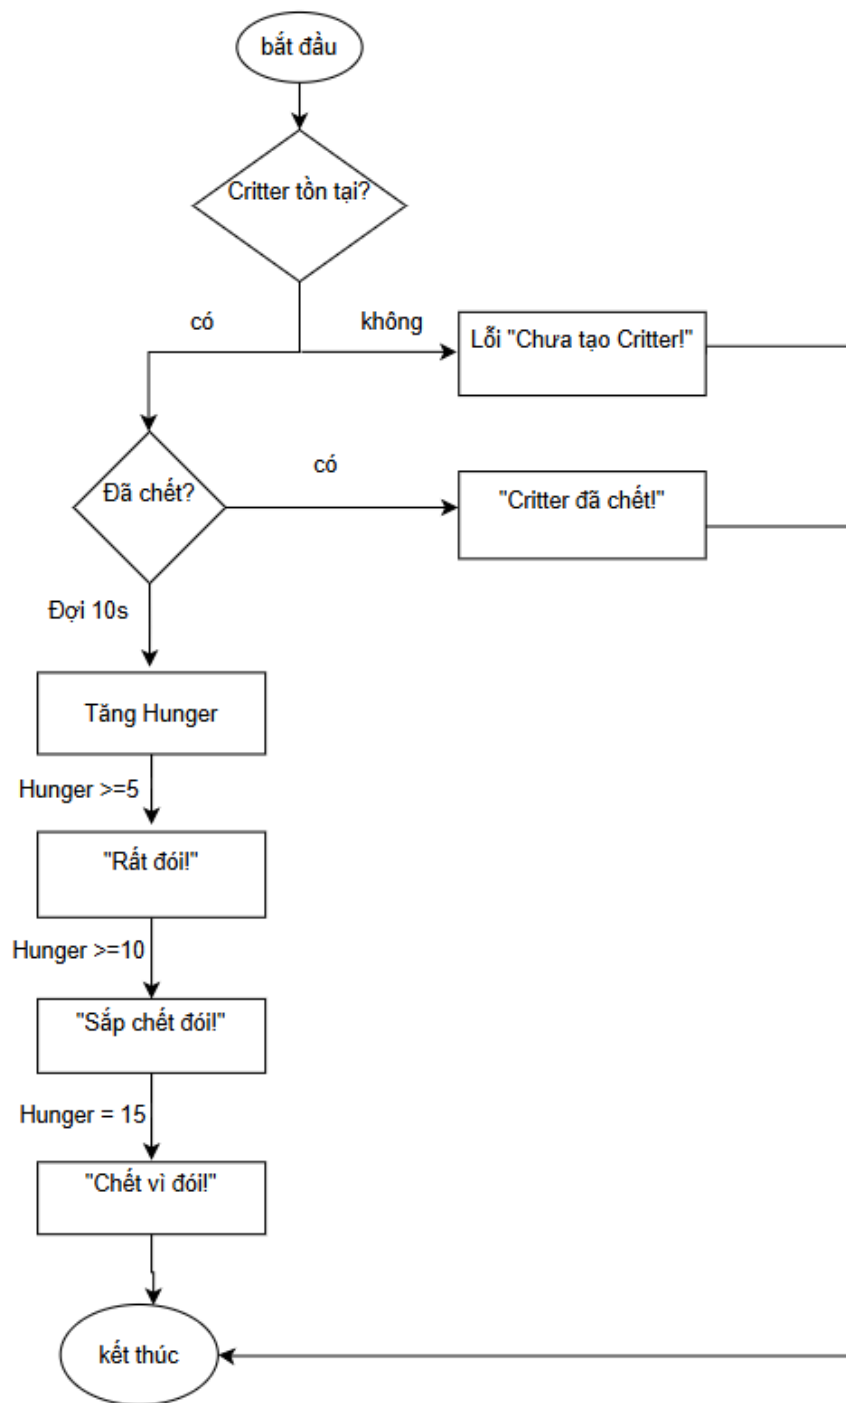 bắt đầu
Critter tồn tại?
có
không
Lỗi "Chưa tạo Critter!"
Đã chết?
có
"Critter đã chết!"
Đợi 10s
Tăng Hunger
Hunger >=5
"Rất đói!"
Hunger >=10
"Sắp chết đói!"
Hunger = 15
"Chết vì đói!"
kết thúc